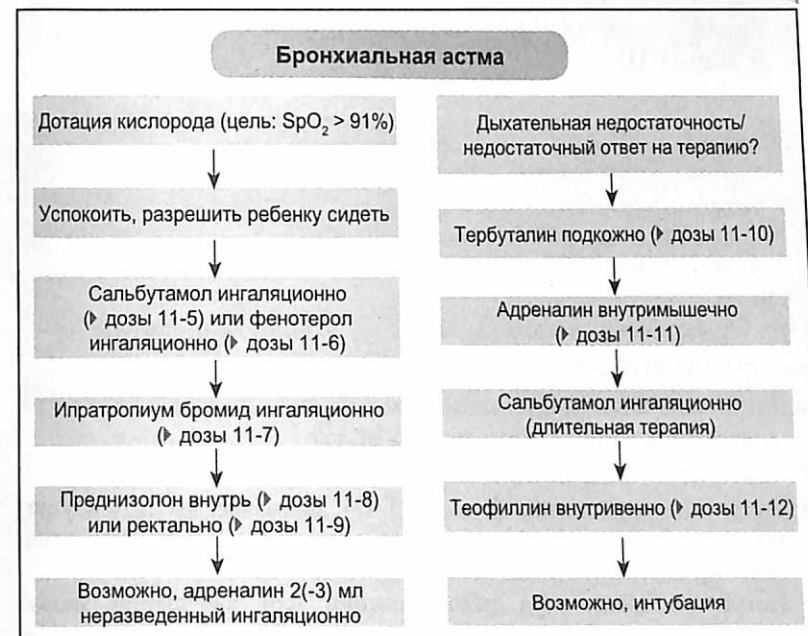 Бронхиальная астма
Дотация кислорода (цель: SpO₂ > 91%)
Успокоить, разрешить ребенку сидеть
Сальбутамол ингаляционно
(▶ дозы 11-5) или фенотерол
ингаляционно (▶ дозы 11-6)
Ипратропиум бромид ингаляционно
(▶ дозы 11-7)
Преднизолон внутрь (▶ дозы 11-8)
или ректально (▶ дозы 11-9)
Возможно, адреналин 2(-3) мл
неразведенный ингаляционно
Дыхательная недостаточность/
недостаточный ответ на терапию?
Тербуталин подкожно (▶ дозы 11-10)
Адреналин внутримышечно
(▶ дозы 11-11)
Сальбутамол ингаляционно
(длительная терапия)
Теофиллин внутривенно (▶ дозы 11-12)
Возможно, интубация